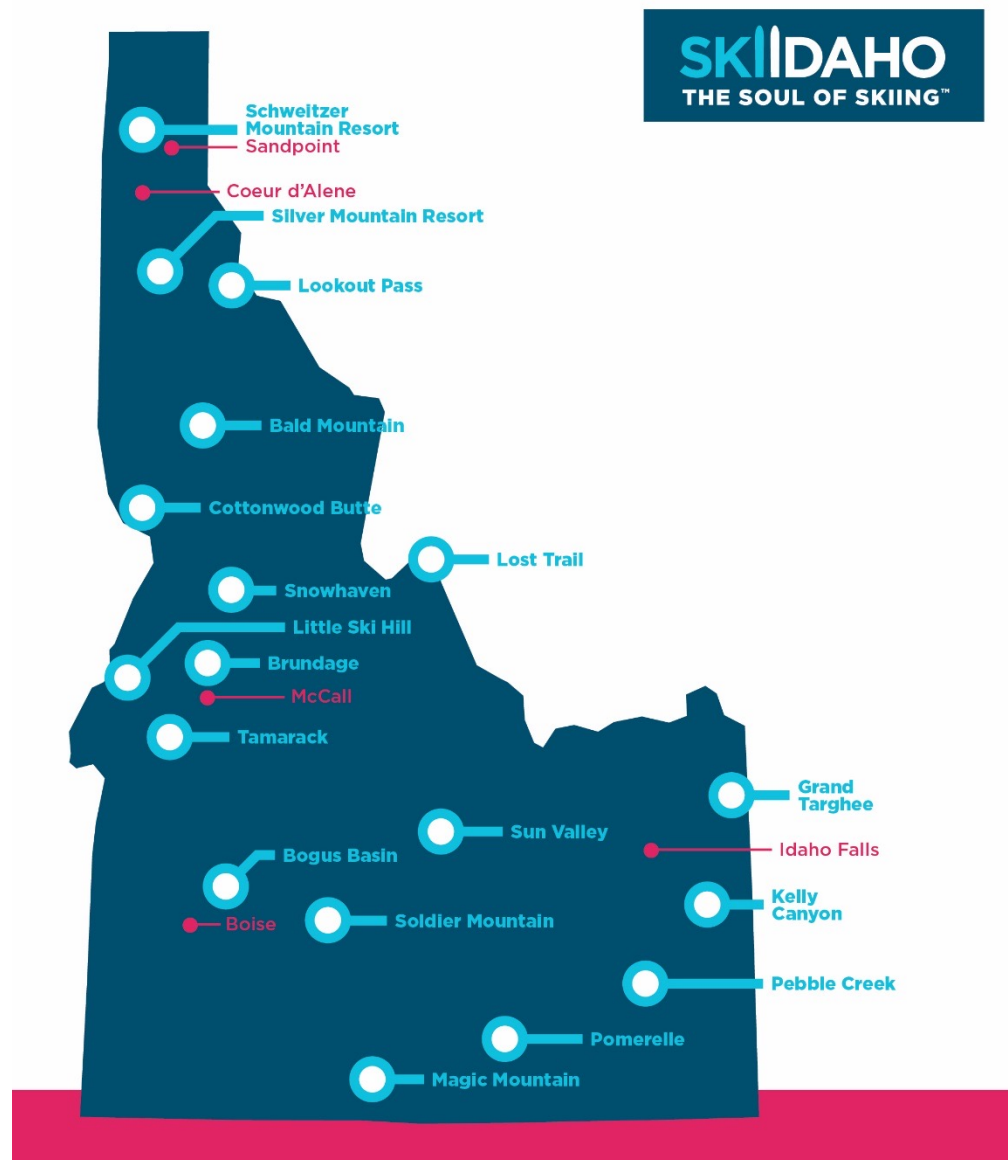 SKIIDAHO
THE SOUL OF SKIING™
Schweitzer
Mountain Resort
Sandpoint
Coeur d'Alene
Silver Mountain Resort
Lookout Pass
Bald Mountain
Cottonwood Butte
Lost Trail
Snowhaven
Little Ski Hill
Brundage
McCall
Tamarack
Grand
Targhee
Sun Valley
Idaho Falls
Bogus Basin
Kelly
Canyon
Soldier Mountain
Boise
Pebble Creek
Pomerelle
Magic Mountain